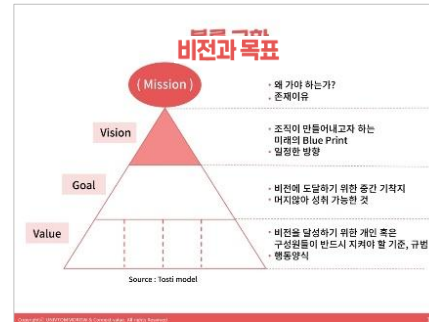 비전과 목표
( Mission )
• 왜 가야 하는가?
• 존재이유
Vision
• 조직이 만들어내고자 하는
미래의 Blue Print
• 일정한 방향
Goal
• 비전에 도달하기 위한 중간 기착지
• 머지않아 성취 가능한 것
Value
• 비전을 달성하기 위한 개인 혹은
구성원들이 반드시 지켜야 할 기준, 규범
• 행동양식
Source : Tosti model